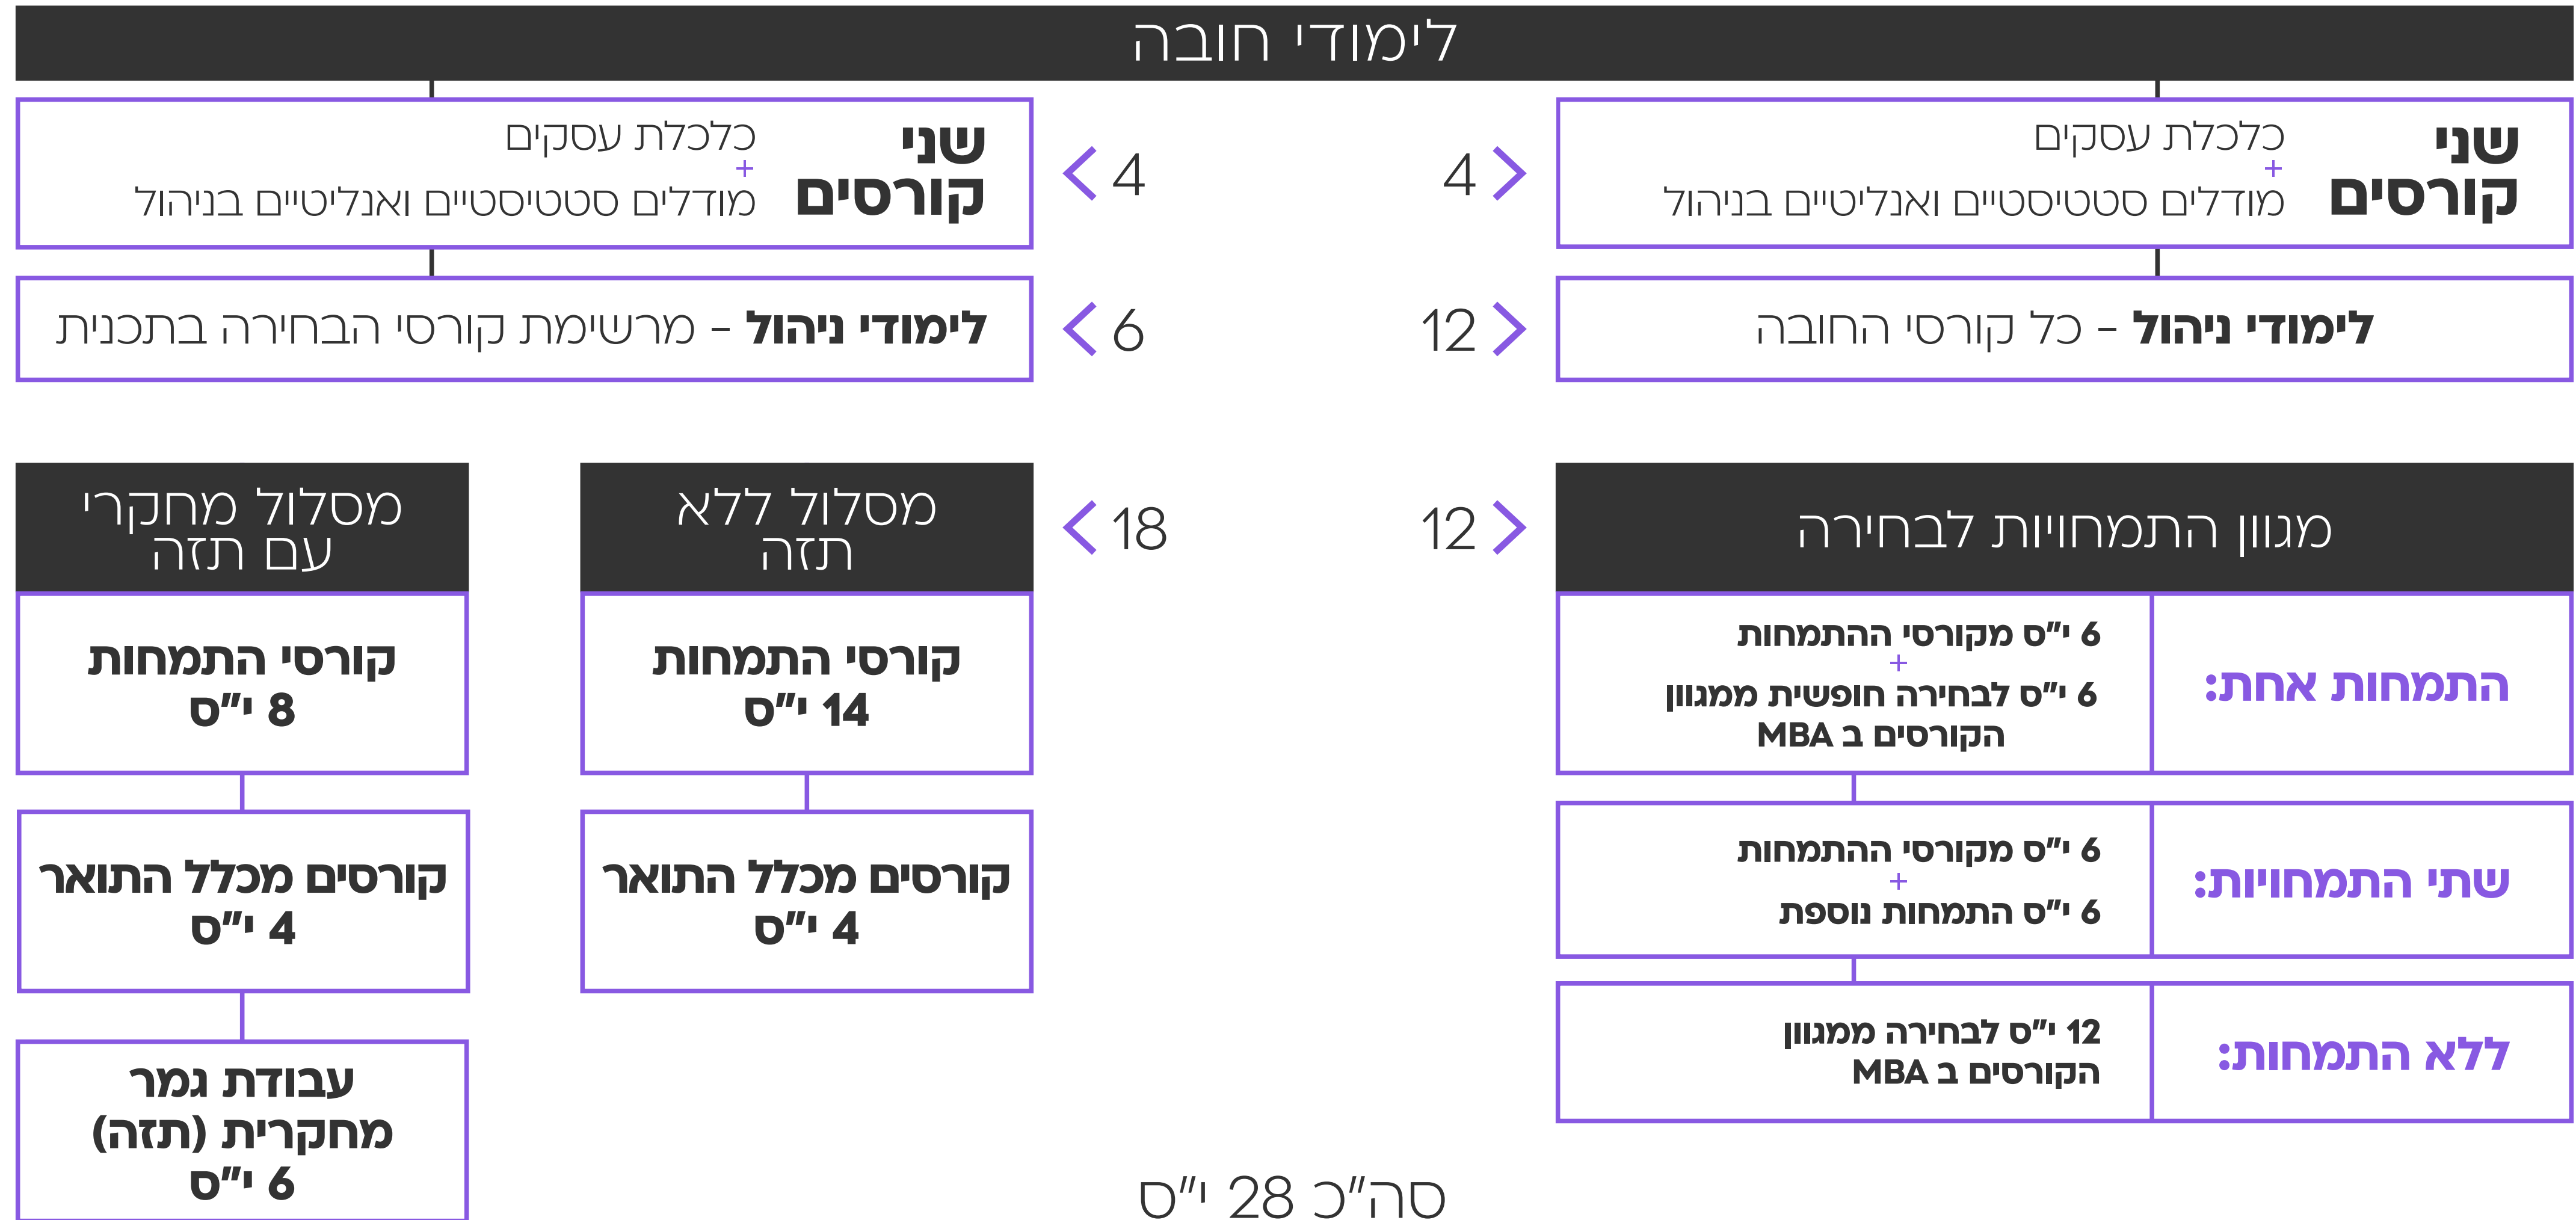 לימודי חובה
שני
קורסים
כלכלת עסקים
+
מודלים סטטיסטיים ואנליטיים בניהול
4
4
שני
קורסים
כלכלת עסקים
+
מודלים סטטיסטיים ואנליטיים בניהול
לימודי ניהול – כל קורסי החובה
12
6
לימודי ניהול – מרשימת קורסי הבחירה בתכנית
מגוון התמחויות לבחירה
12
18
מסלול ללא
תזה
מסלול מחקרי
עם תזה
התמחות אחת:
6 י״ס מקורסי ההתמחות
+
6 י״ס לבחירה חופשית ממגוון
הקורסים ב MBA
שתי התמחויות:
6 י״ס מקורסי ההתמחות
+
6 י״ס התמחות נוספת
ללא התמחות:
12 י״ס לבחירה ממגוון
הקורסים ב MBA
קורסי התמחות
14 י״ס
קורסים מכלל התואר
4 י״ס
קורסי התמחות
8 י״ס
קורסים מכלל התואר
4 י״ס
עבודת גמר
מחקרית (תזה)
6 י״ס
סה״כ 28 י״ס